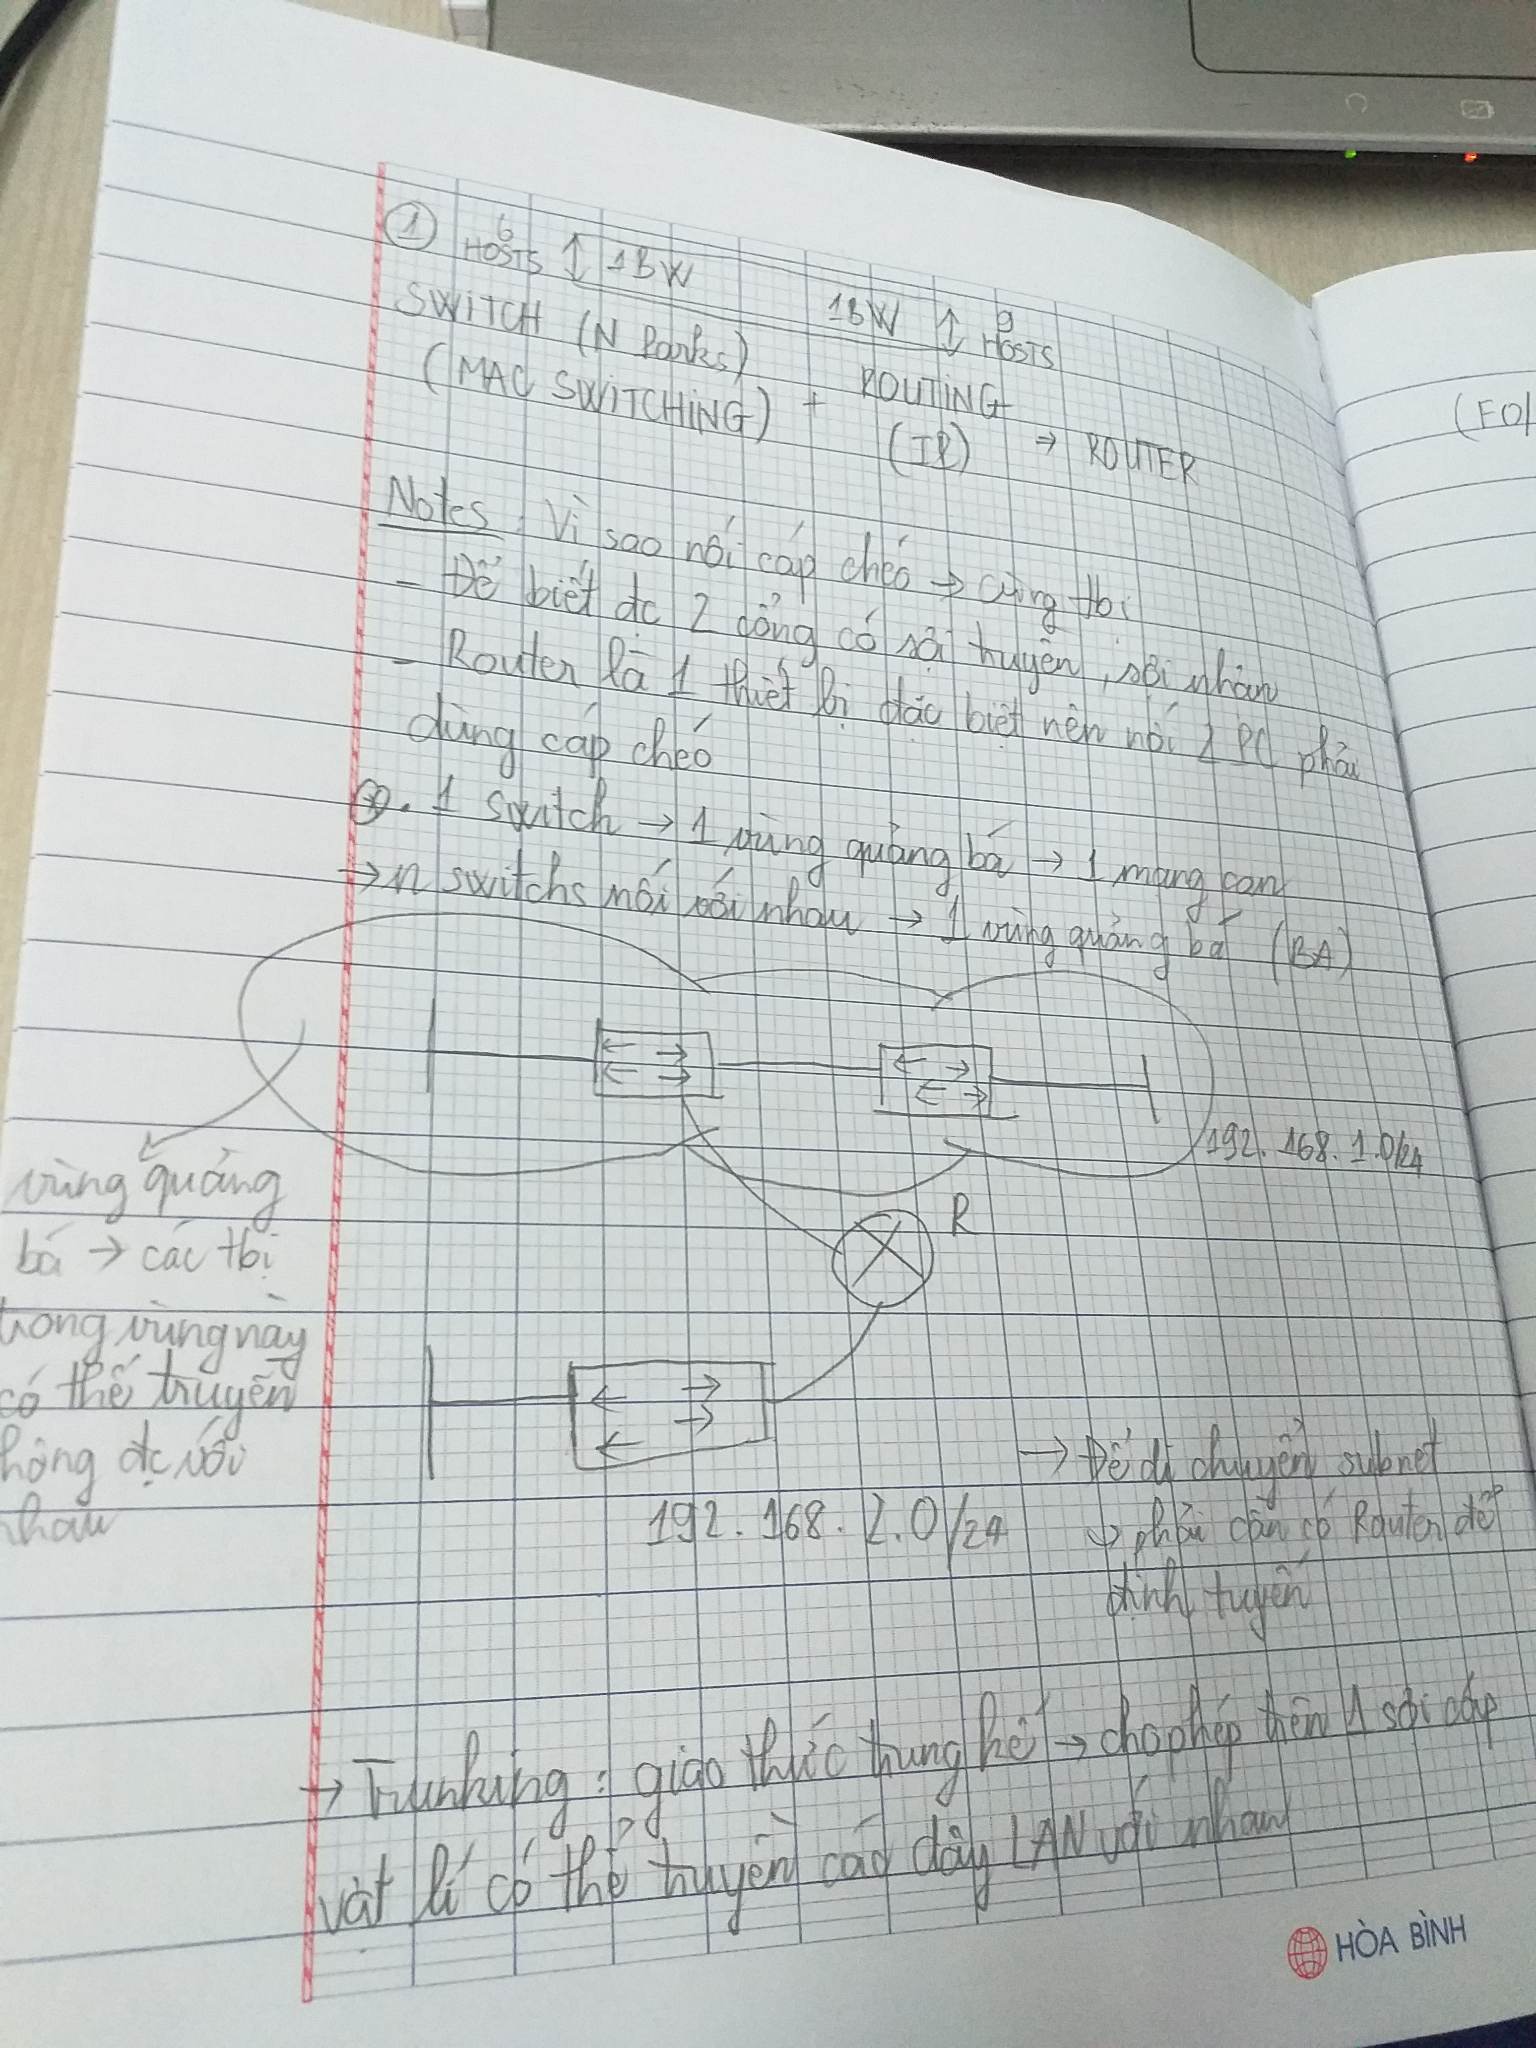 ① 6 HOSTS ↕ 1BW 1BW ↕ 9 HOSTS
SWITCH (N Ports) ROUTING
(MAC SWITCHING) + (IP) → ROUTER
Notes: Vì sao nối cáp chéo → cùng tbị
- Để biết đc 2 cổng có sợi truyền, sợi nhận
- Router là 1 thiết bị đặc biệt nên nối 2 PC phải
dùng cáp chéo
. 1 switch → 1 vùng quảng bá → 1 mạng con
→ n switchs nối với nhau → 1 vùng quảng bá (BA)
192.168.1.0/24
R
vùng quảng
bá → các tbị
trong vùng này
có thể truyền
thông đc với
nhau
192.168.2.0/24
→ Để di chuyển subnet
→ phải cần có Router để
định tuyến
→ Trunking: giao thức trung kế → cho phép trên 1 sợi cáp
vật lí có thể truyền các dây LAN với nhau
HÒA BÌNH